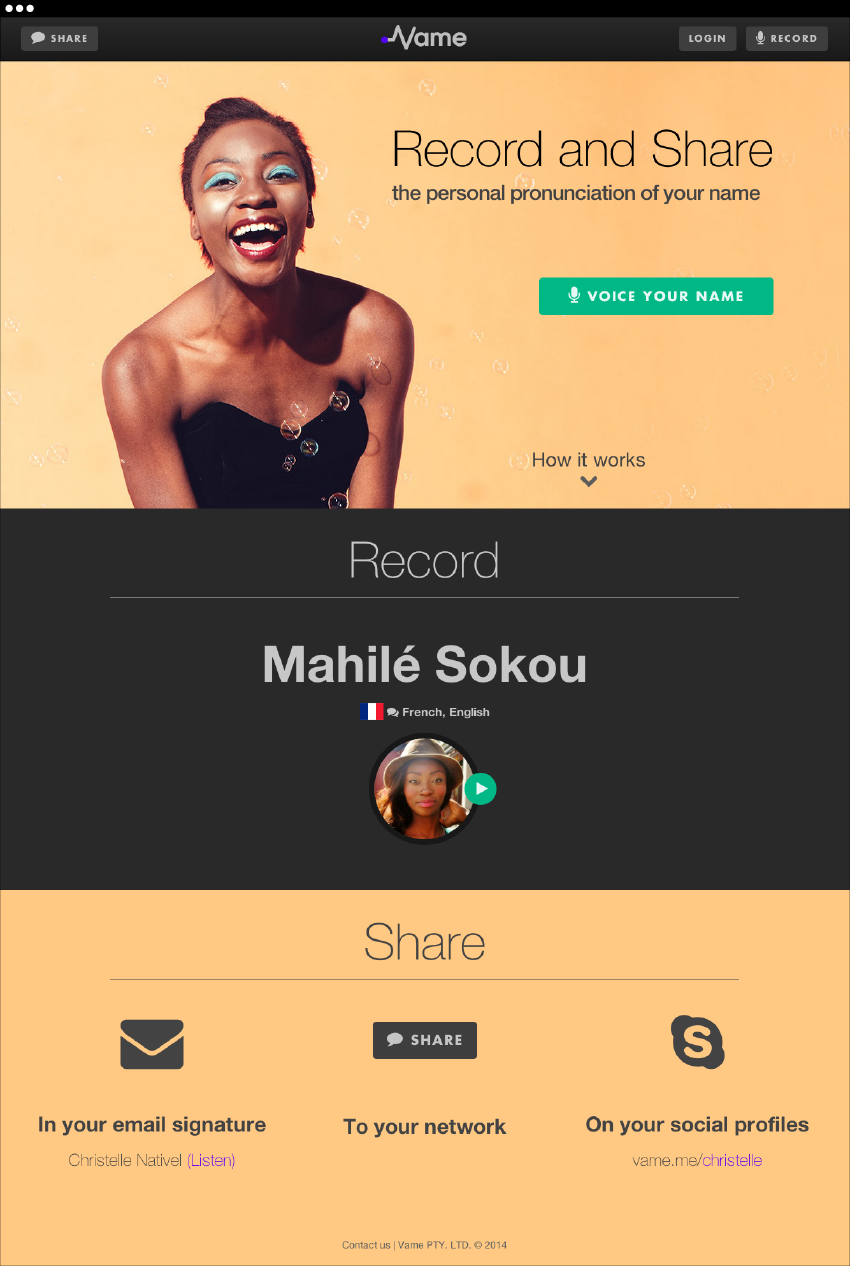 SHARE
Vame
LOGIN
RECORD
Record and Share
the personal pronunciation of your name
VOICE YOUR NAME
How it works
Record
Mahilé Sokou
French, English
Share
SHARE
In your email signature
To your network
On your social profiles
Christelle Nativel (Listen)
vame.me/christelle
Contact us | Vame PTY. LTD. © 2014